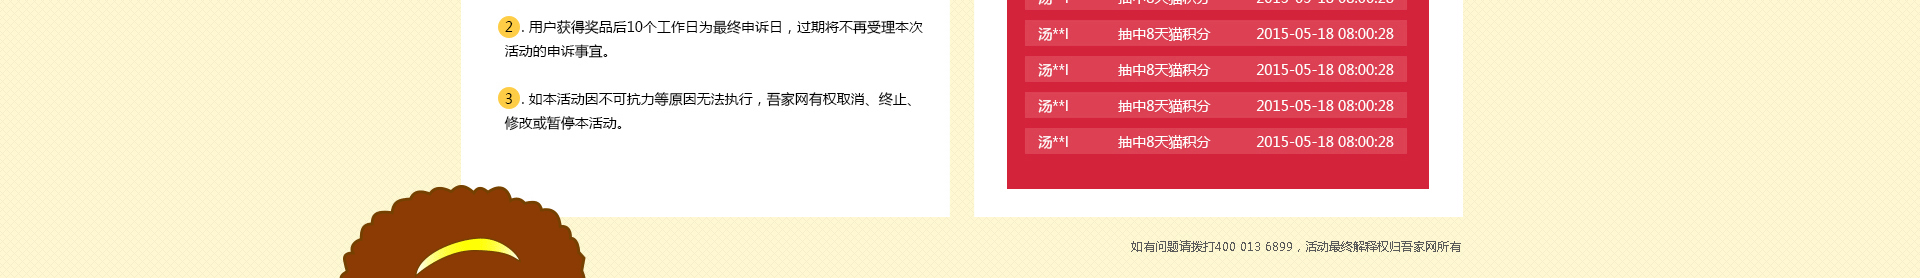 2. 用户获得奖品后10个工作日为最终申诉日，过期将不再受理本次
活动的申诉事宜。
3. 如本活动因不可抗力等原因无法执行，吾家网有权取消、终止、
修改或暂停本活动。
汤**l 抽中8天猫积分 2015-05-18 08:00:28
汤**l 抽中8天猫积分 2015-05-18 08:00:28
汤**l 抽中8天猫积分 2015-05-18 08:00:28
汤**l 抽中8天猫积分 2015-05-18 08:00:28
汤**l 抽中8天猫积分 2015-05-18 08:00:28
如有问题请拨打400 013 6899，活动最终解释权归吾家网所有